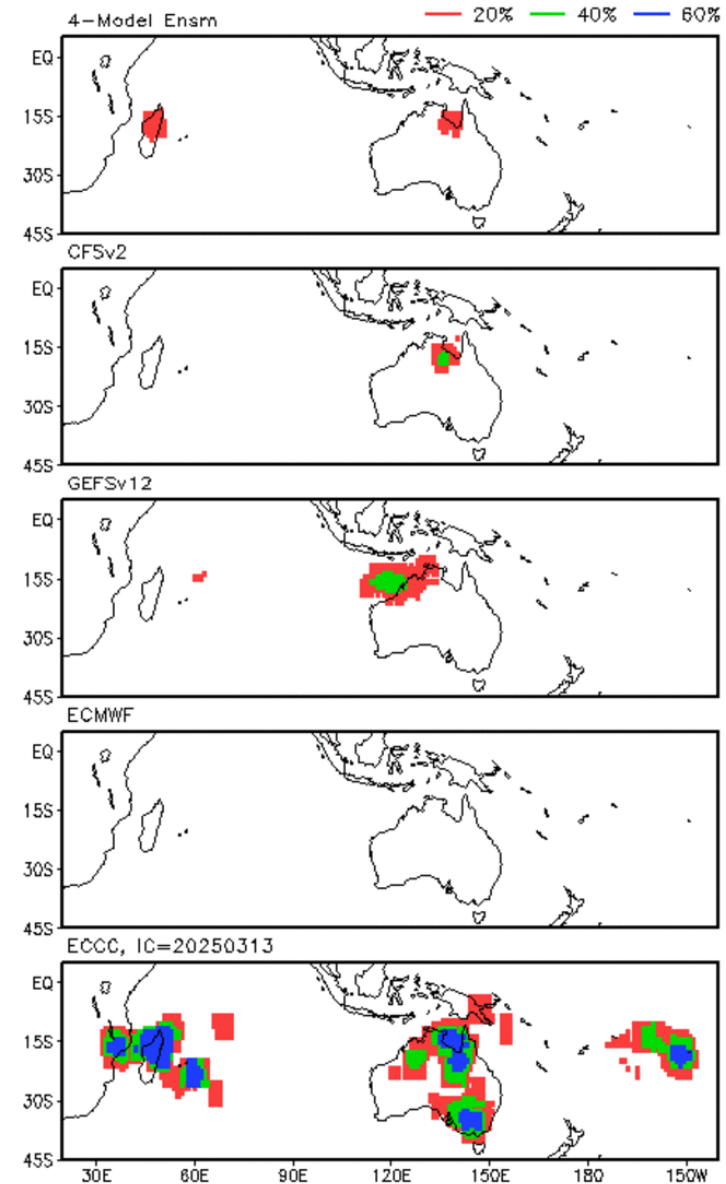 4-Model Ensm 20% 40% 60%
EQ
15S
30S
45S
CFSv2
EQ
15S
30S
45S
GEFSv12
EQ
15S
30S
45S
ECMWF
EQ
15S
30S
45S
ECCC, IC=20250313
EQ
15S
30S
45S
30E 60E 90E 120E 150E 180 150W